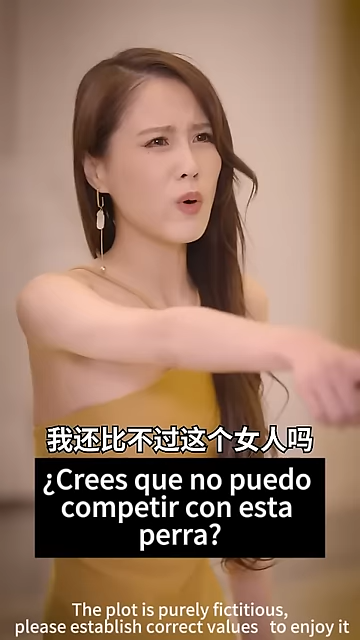 我还比不过这个女人吗
¿Crees que no puedo
competir con esta
perra?
The plot is purely fictitious,
please establish correct values to enjoy it